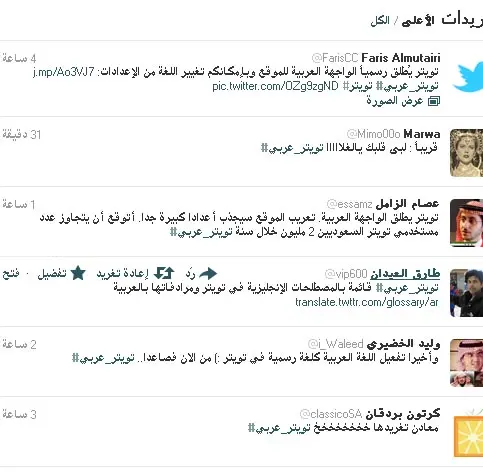 ريدات الأعلى / الكل
Faris Almutairi @FarisCC 4 ساعة
تويتر يُطلق رسمياً الواجهة العربية للموقع وبإمكانكم تغيير اللغة من الإعدادات: j.mp/Ao3VJ7
#تويتر_عربي #تويتر pic.twitter.com/OZg9zgND
عرض الصورة
Marwa @Mimo00o 31 دقيقة
قريباً : لبى قلبك يالغلاااا تويتر_عربي#
عصام الزامل @essamz 1 ساعة
تويتر يطلق الواجهة العربية. تعريب الموقع سيجذب أعدادا كبيرة جدا. أتوقع أن يتجاوز عدد
مستخدمي تويتر السعوديين 2 مليون خلال سنة تويتر_عربي#
طارق العيدان @vip600 ردّ إعادة تغريد تفضيل · فتح
تويتر_عربي# قائمة بالمصطلحات الإنجليزية في تويتر ومرادفاتها بالعربية
translate.twttr.com/glossary/ar
وليد الخضيري @i_Waleed 2 ساعة
وأخيرا تفعيل اللغة العربية كلغة رسمية في تويتر :) من الان فصاعدا.. تويتر_عربي#
كرتون بردقان @classicoSA 3 ساعة
معادن تغريدها خخخخخخخخ تويتر_عربي#